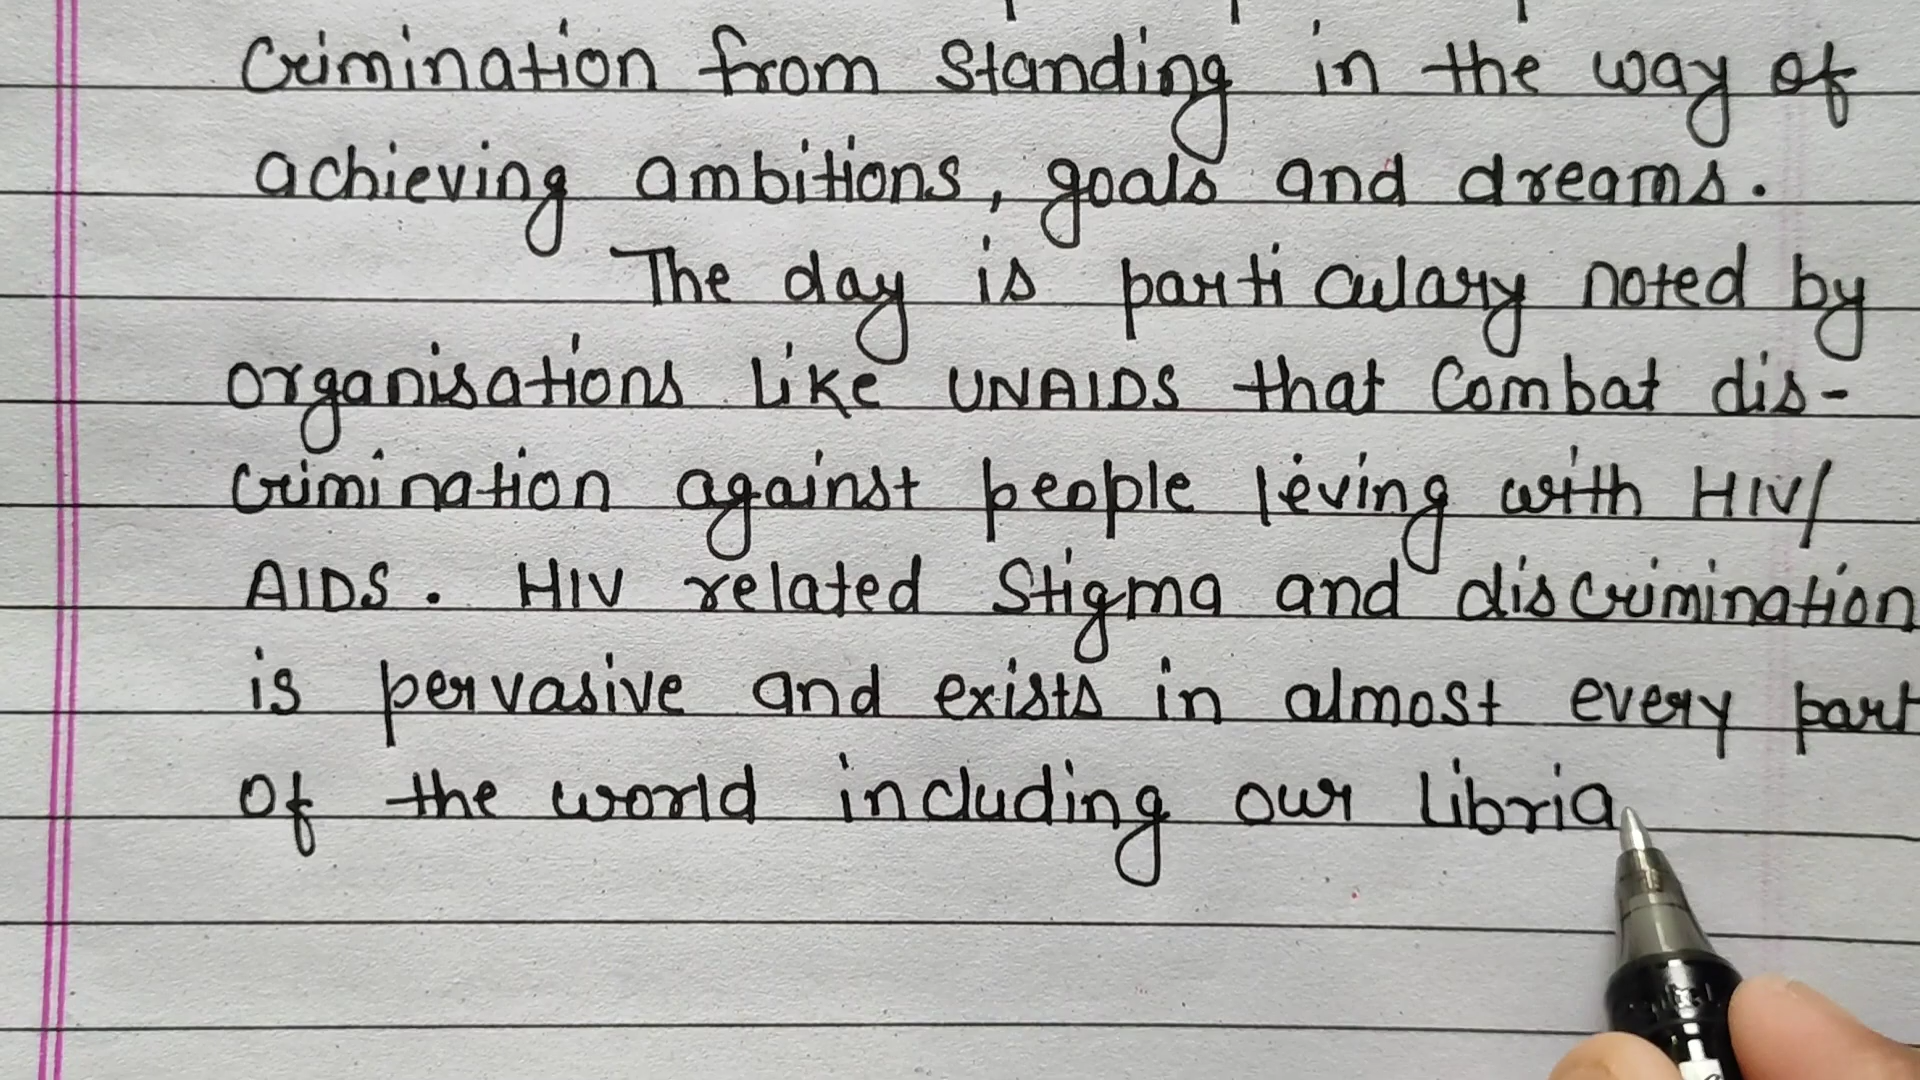 crimination from standing in the way of
achieving ambitions, goals and dreams.
The day is particulary noted by
organisations like UNAIDS that combat dis-
crimination against people leving with HIV/
AIDS. HIV related stigma and discrimination
is pervasive and exists in almost every part
of the world including our Libria